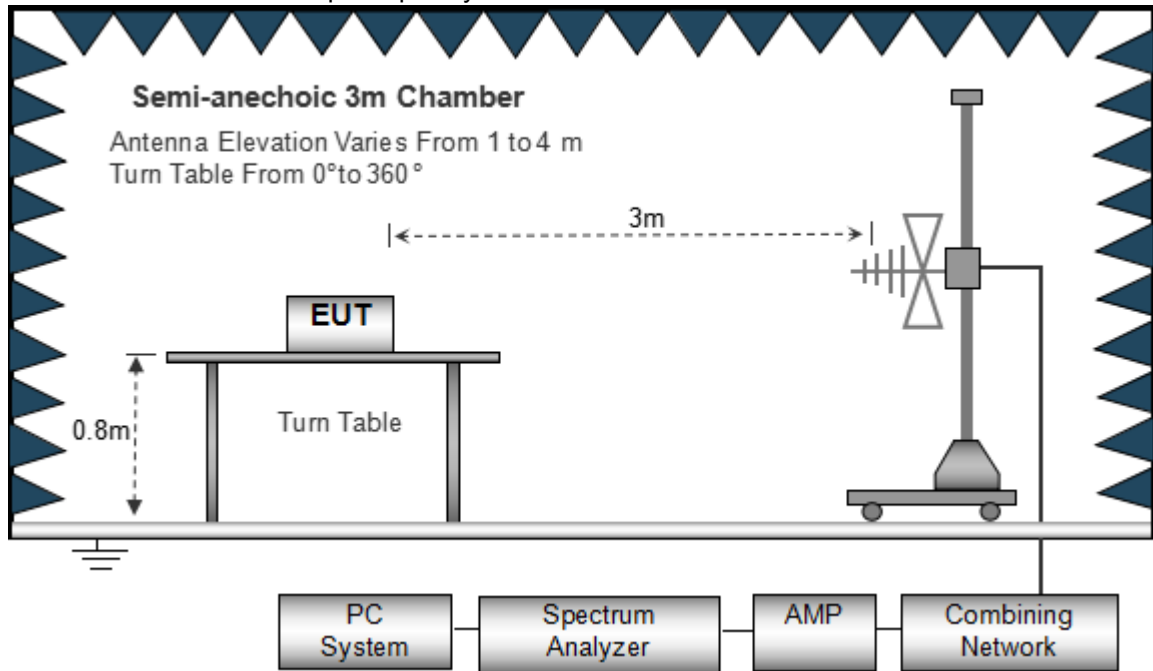 Semi-anechoic 3m Chamber
Antenna Elevation Varies From 1 to 4 m
Turn Table From 0°to 360°
3m
EUT
0.8m
Turn Table
PC
System
Spectrum
Analyzer
AMP
Combining
Network